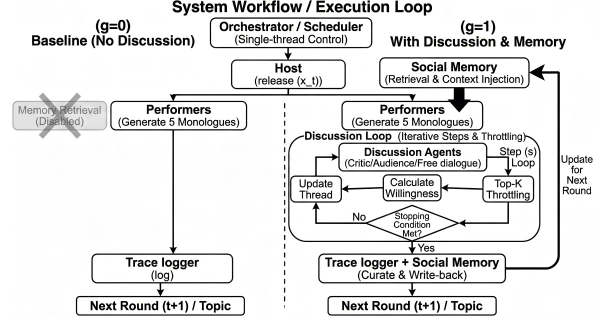 System Workflow / Execution Loop
(g=0)
Baseline (No Discussion)
Orchestrator / Scheduler
(Single-thread Control)
(g=1)
With Discussion & Memory
Host
(release (x_t))
Social Memory
(Retrieval & Context Injection)
Memory Retrieval
(Disabled)
Performers
(Generate 5 Monologues)
Performers
(Generate 5 Monologues)
Discussion Loop (Iterative Steps & Throttling)
Discussion Agents
(Critic/Audience/Free dialogue)
Step (s)
Loop
Update
Thread
Calculate
Willingness
Top-K
Throttling
Update
for
Next
Round
No
Stopping
Condition
Met?
Yes
Trace logger
(log)
Trace logger + Social Memory
(Curate & Write-back)
Next Round (t+1) / Topic
Next Round (t+1) / Topic